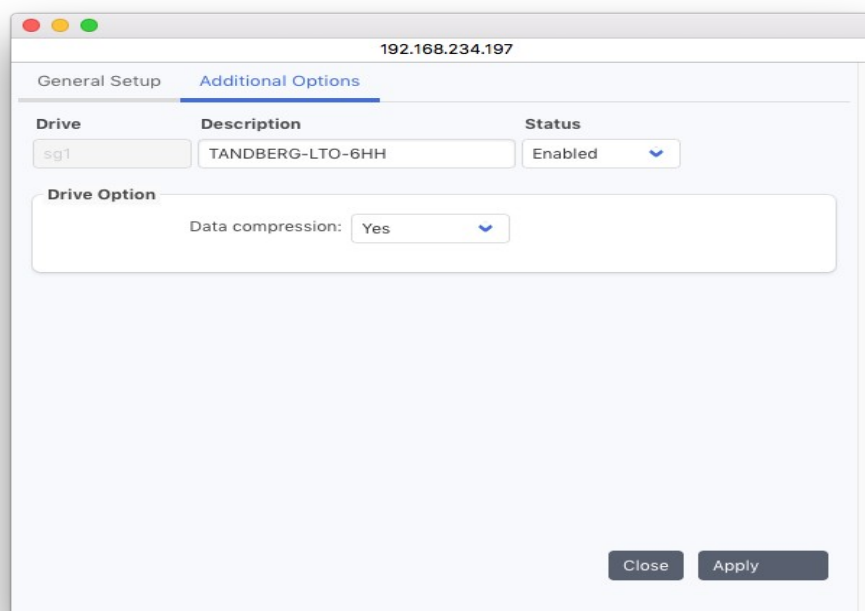 192.168.234.197
General Setup Additional Options
Drive Description Status
sg1 TANDBERG-LTO-6HH Enabled
Drive Option
Data compression: Yes
Close Apply